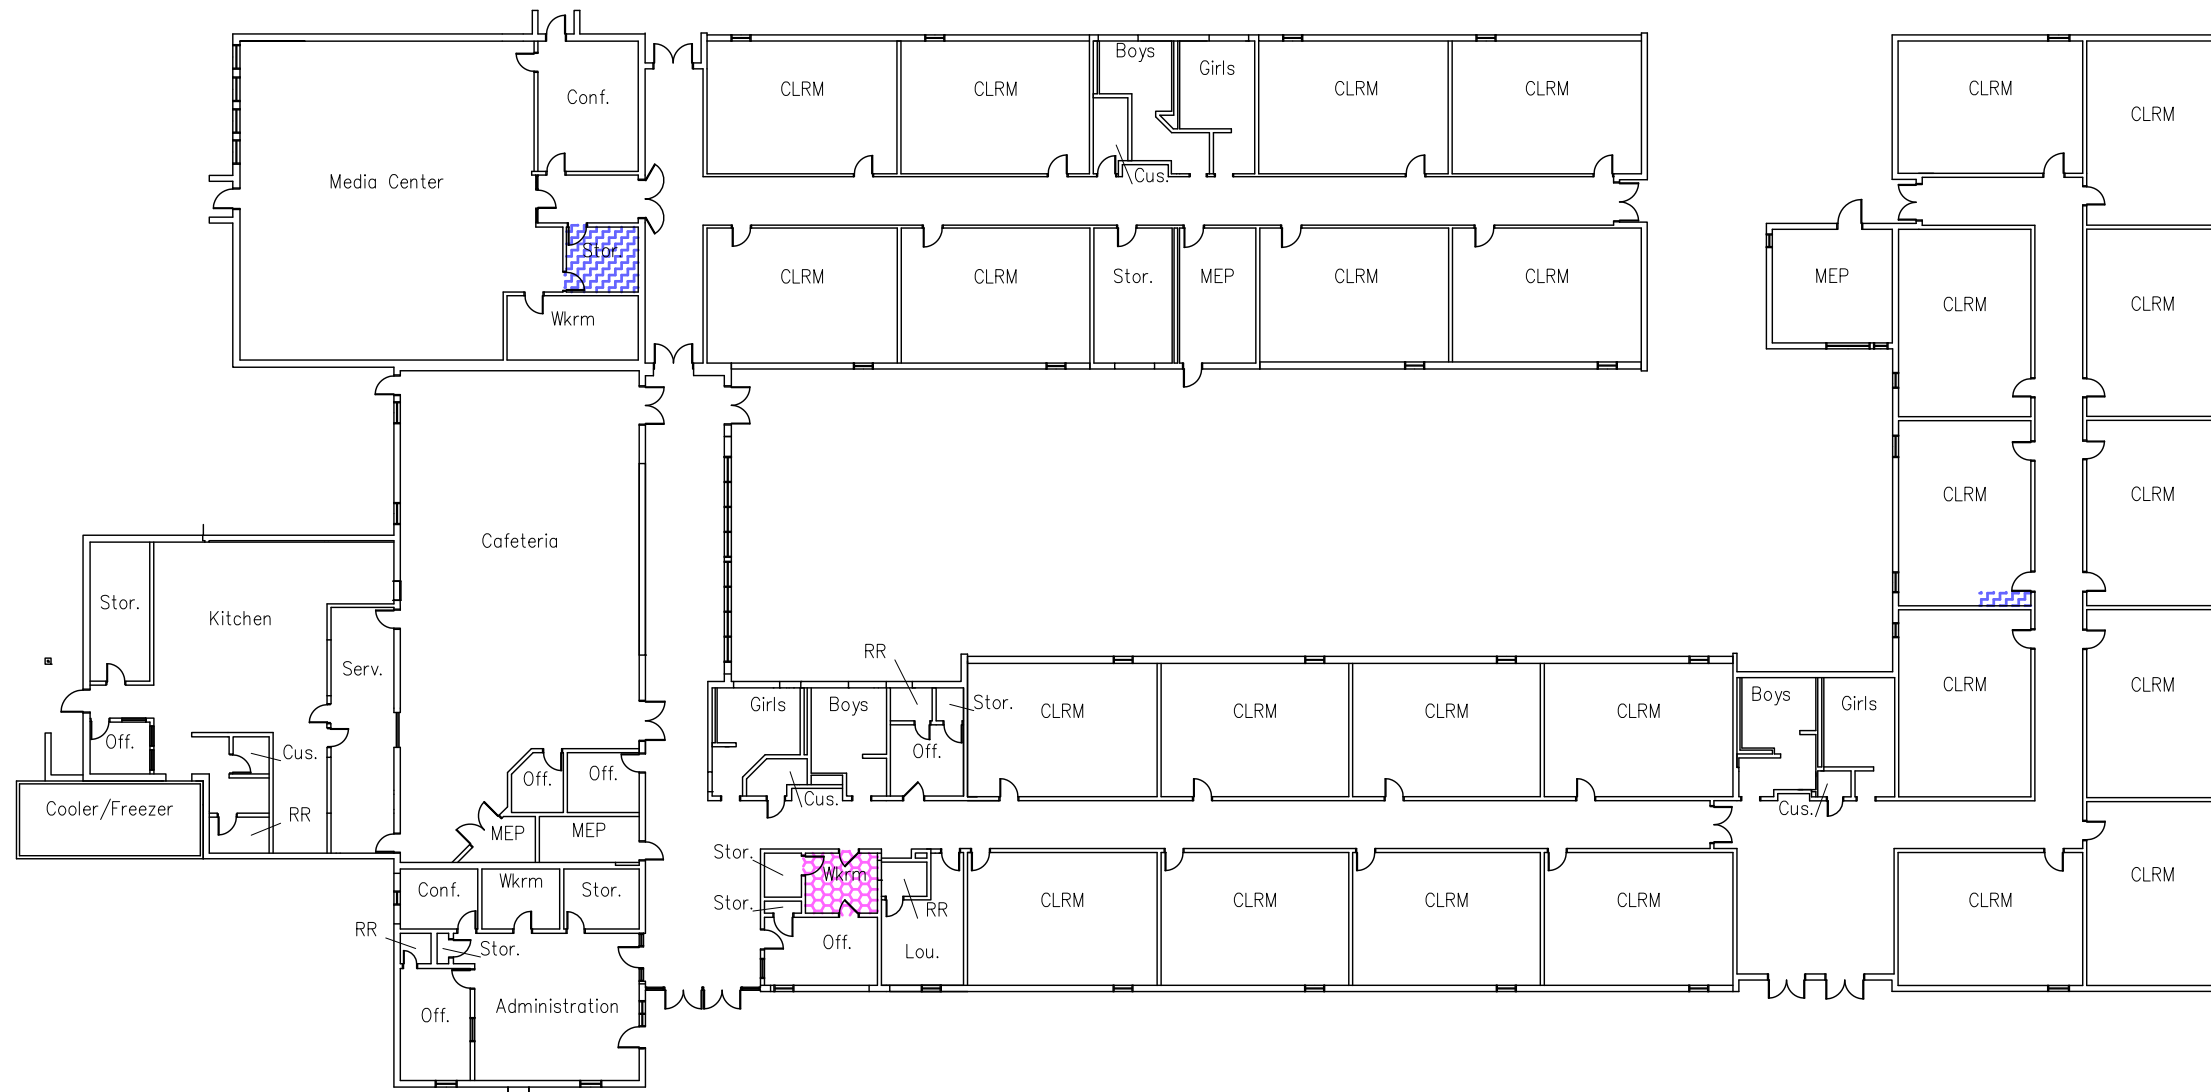 Boys
Girls
CLRM
CLRM
CLRM
CLRM
CLRM
Conf.
CLRM
Media Center
Cus.
Stor.
CLRM
CLRM
Stor.
MEP
CLRM
CLRM
MEP
CLRM
CLRM
Wkrm
CLRM
CLRM
Cafeteria
Stor.
Kitchen
Serv.
RR
Girls
Boys
Stor.
CLRM
CLRM
CLRM
CLRM
Boys
Girls
CLRM
CLRM
Off.
Cus.
Off.
Off.
Off.
Cooler/Freezer
RR
MEP
MEP
Cus.
Cus.
Stor.
Wkrm
Conf.
Wkrm
Stor.
Stor.
RR
CLRM
CLRM
CLRM
CLRM
CLRM
CLRM
RR
Stor.
Off.
Lou.
Off.
Administration